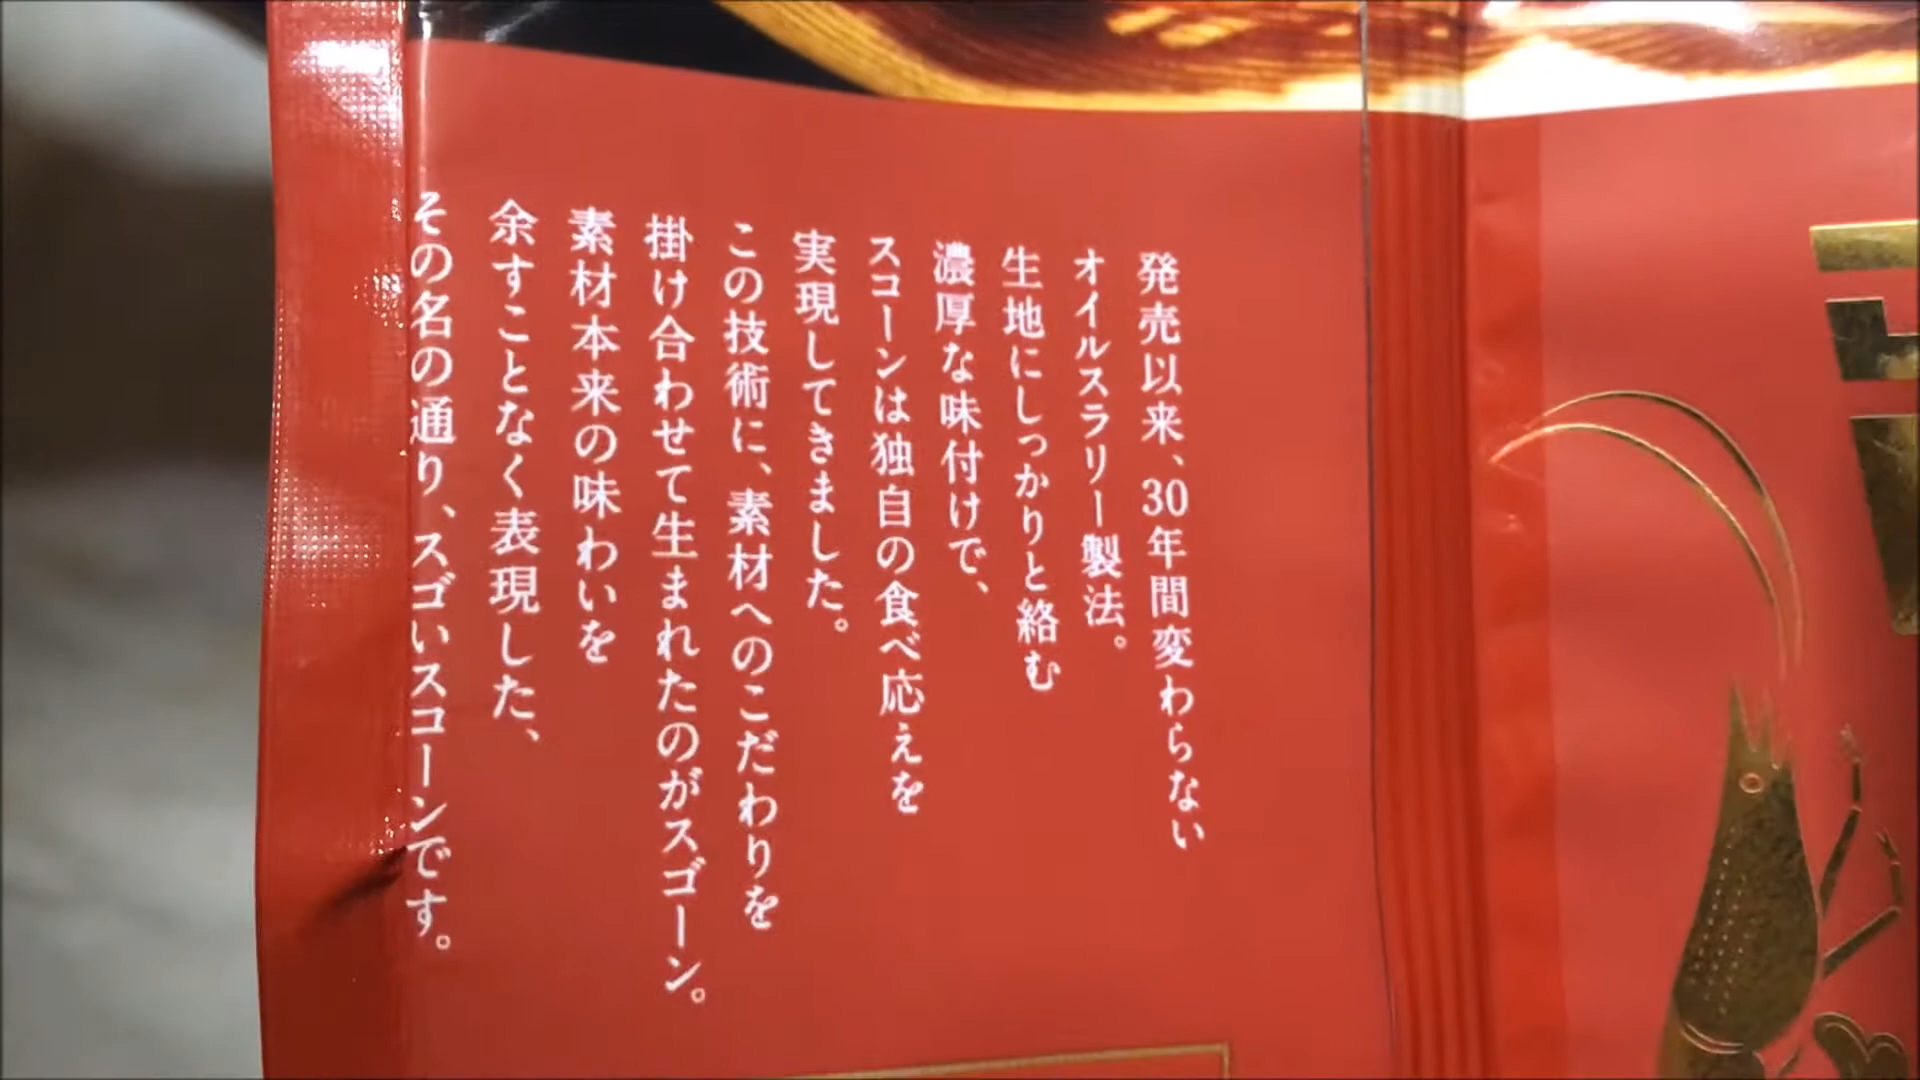 発売以来、30年間変わらない
オイルスラリー製法。
生地にしっかりと絡む
濃厚な味付けで、
スコーンは独自の食べ応えを
実現してきました。
この技術に、素材へのこだわりを
掛け合わせて生まれたのがスゴーン。
素材本来の味わいを
余すことなく表現した、
その名の通り、スゴいスコーンです。